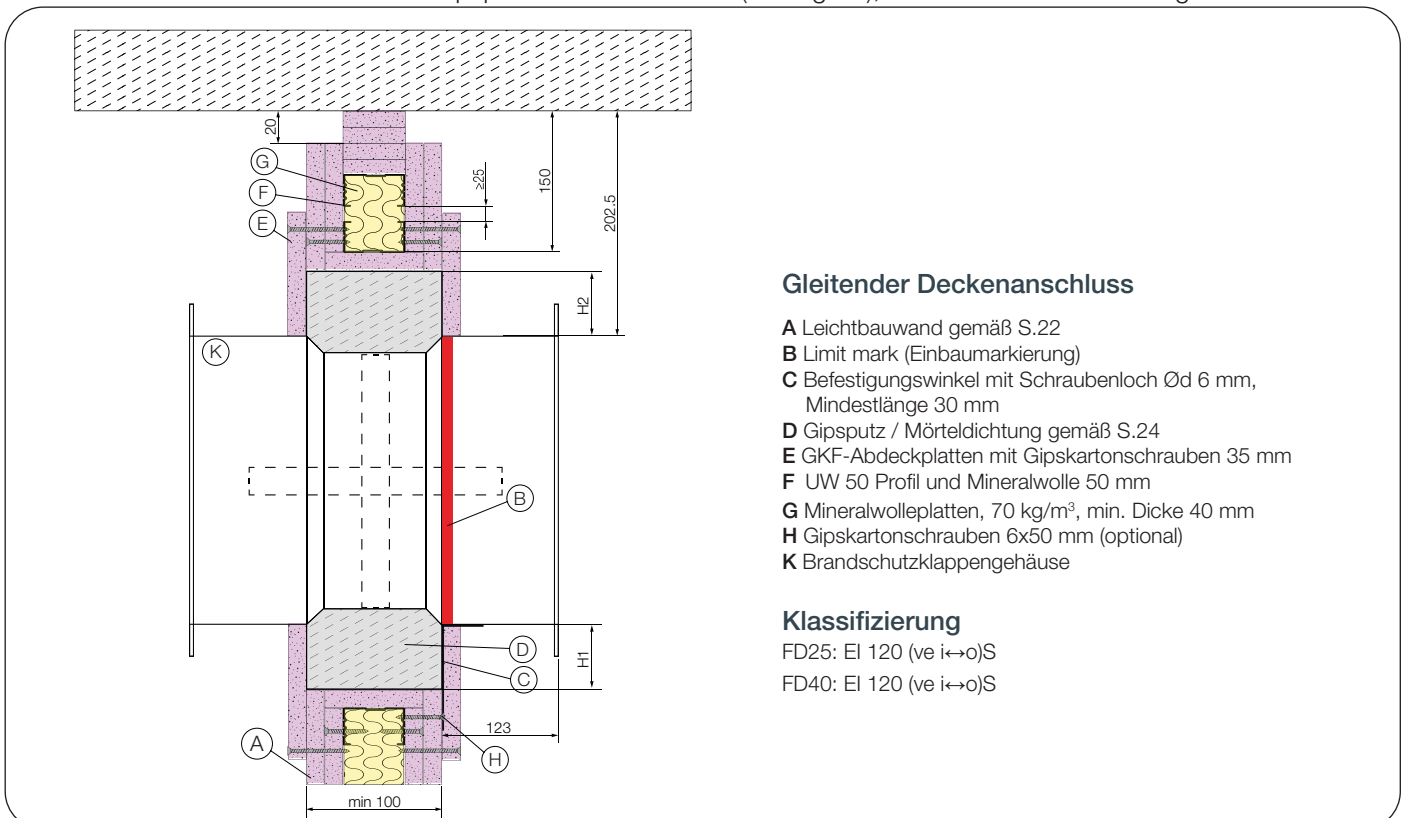 20
150
≥25
202.5
G
F
E
H2
K
B
H1
D
C
123
A
H
min 100
Gleitender Deckenanschluss
A Leichtbauwand gemäß S.22
B Limit mark (Einbaumarkierung)
C Befestigungswinkel mit Schraubenloch Ød 6 mm,
Mindestlänge 30 mm
D Gipsputz / Mörteldichtung gemäß S.24
E GKF-Abdeckplatten mit Gipskartonschrauben 35 mm
F UW 50 Profil und Mineralwolle 50 mm
G Mineralwolleplatten, 70 kg/m³, min. Dicke 40 mm
H Gipskartonschrauben 6x50 mm (optional)
K Brandschutzklappengehäuse
Klassifizierung
FD25: EI 120 (ve i↔o)S
FD40: EI 120 (ve i↔o)S